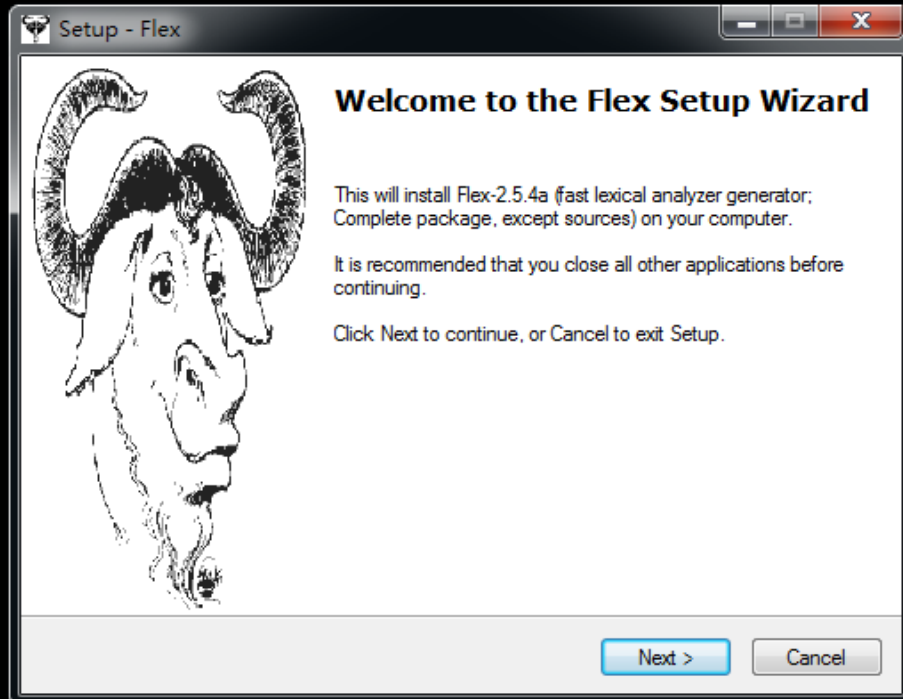 Setup - Flex
Welcome to the Flex Setup Wizard
This will install Flex-2.5.4a (fast lexical analyzer generator;
Complete package, except sources) on your computer.
It is recommended that you close all other applications before
continuing.
Click Next to continue, or Cancel to exit Setup.
Next >
Cancel